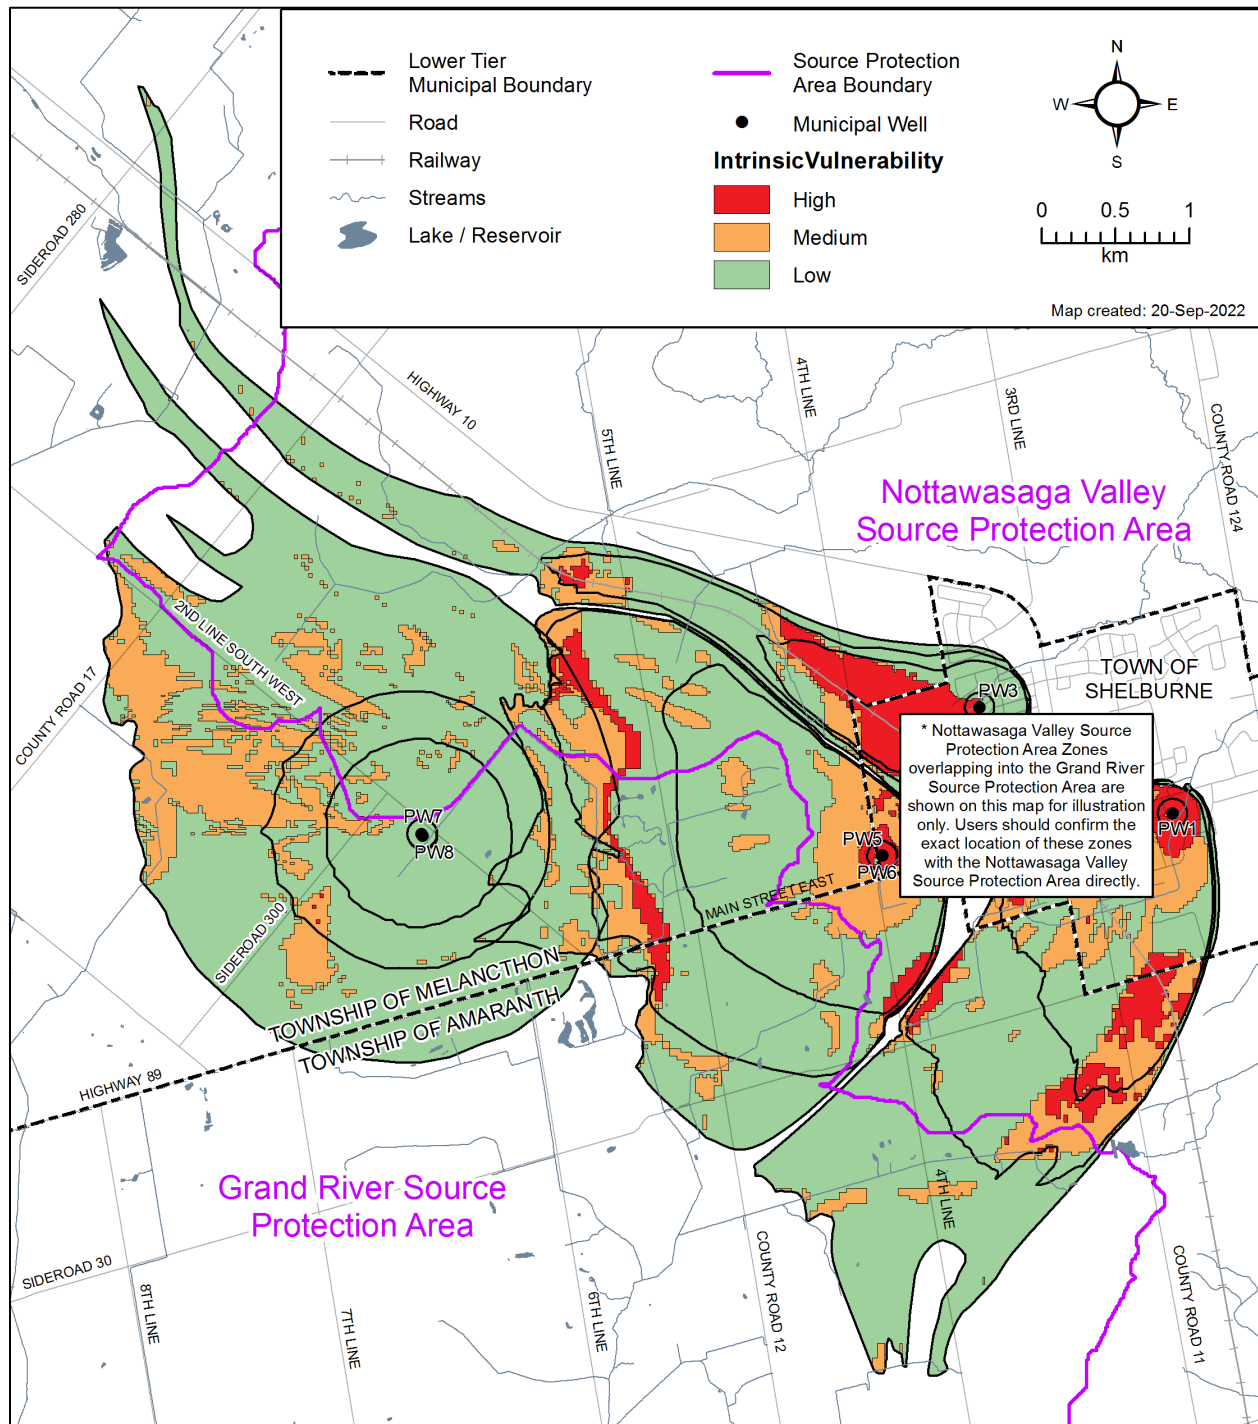 Lower Tier
Municipal Boundary
Road
Railway
Streams
Lake / Reservoir
Source Protection
Area Boundary
Municipal Well
IntrinsicVulnerability
High
Medium
Low
N
W
E
S
0 0.5 1
km
Map created: 20-Sep-2022
SIDEROAD 280
HIGHWAY 10
5TH LINE
4TH LINE
3RD LINE
COUNTY ROAD 124
Nottawasaga Valley
Source Protection Area
2ND LINE SOUTH WEST
COUNTY ROAD 17
TOWN OF
SHELBURNE
PW3
* Nottawasaga Valley Source
Protection Area Zones
overlapping into the Grand River
Source Protection Area are
shown on this map for illustration
only. Users should confirm the
exact location of these zones
with the Nottawasaga Valley
Source Protection Area directly.
PW7
PW8
PW5
PW6
PW1
MAIN STREET EAST
SIDEROAD 300
TOWNSHIP OF MELANCTHON
TOWNSHIP OF AMARANTH
HIGHWAY 89
Grand River Source
Protection Area
SIDEROAD 30
8TH LINE
7TH LINE
6TH LINE
COUNTY ROAD 12
4TH LINE
COUNTY ROAD 11